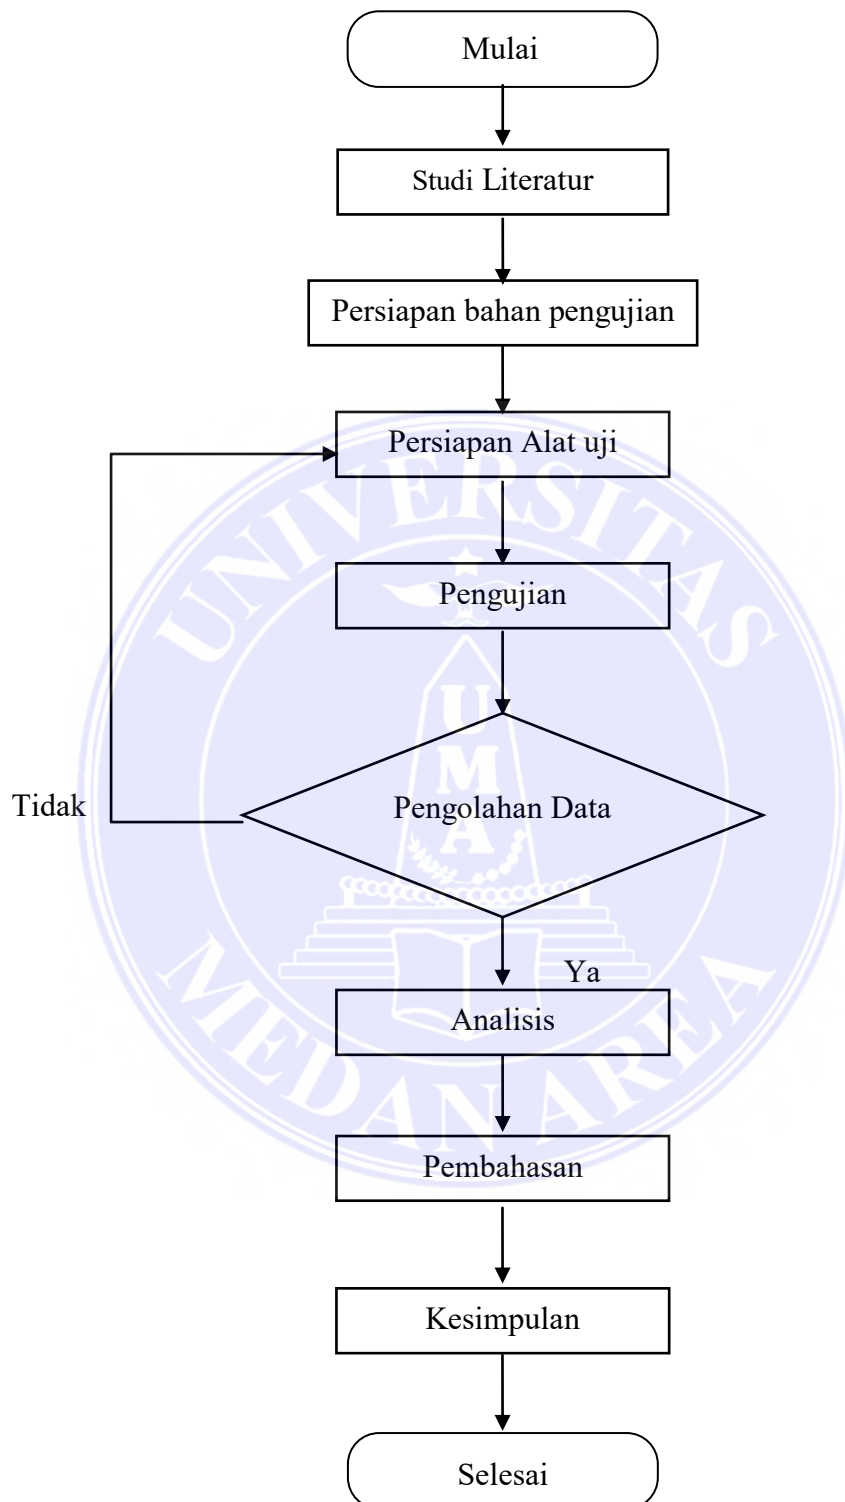 Mulai
Studi Literatur
Persiapan bahan pengujian
Persiapan Alat uji
Pengujian
Tidak
Pengolahan Data
Ya
Analisis
Pembahasan
Kesimpulan
Selesai
UNIVERSITAS
UMA
MEDAN AREA